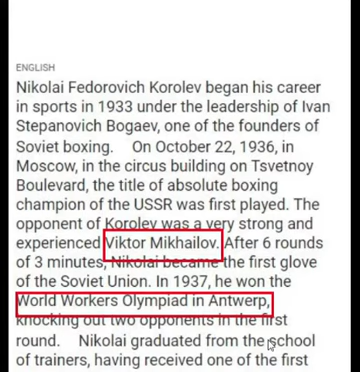 ENGLISH
Nikolai Fedorovich Korolev began his career
in sports in 1933 under the leadership of Ivan
Stepanovich Bogaev, one of the founders of
Soviet boxing. On October 22, 1936, in
Moscow, in the circus building on Tsvetnoy
Boulevard, the title of absolute boxing
champion of the USSR was first played. The
opponent of Korolev was a very strong and
experienced Viktor Mikhailov. After 6 rounds
of 3 minutes, Nikolai became the first glove
of the Soviet Union. In 1937, he won the
World Workers Olympiad in Antwerp,
knocking out two opponents in the first
round. Nikolai graduated from the school
of trainers, having received one of the first